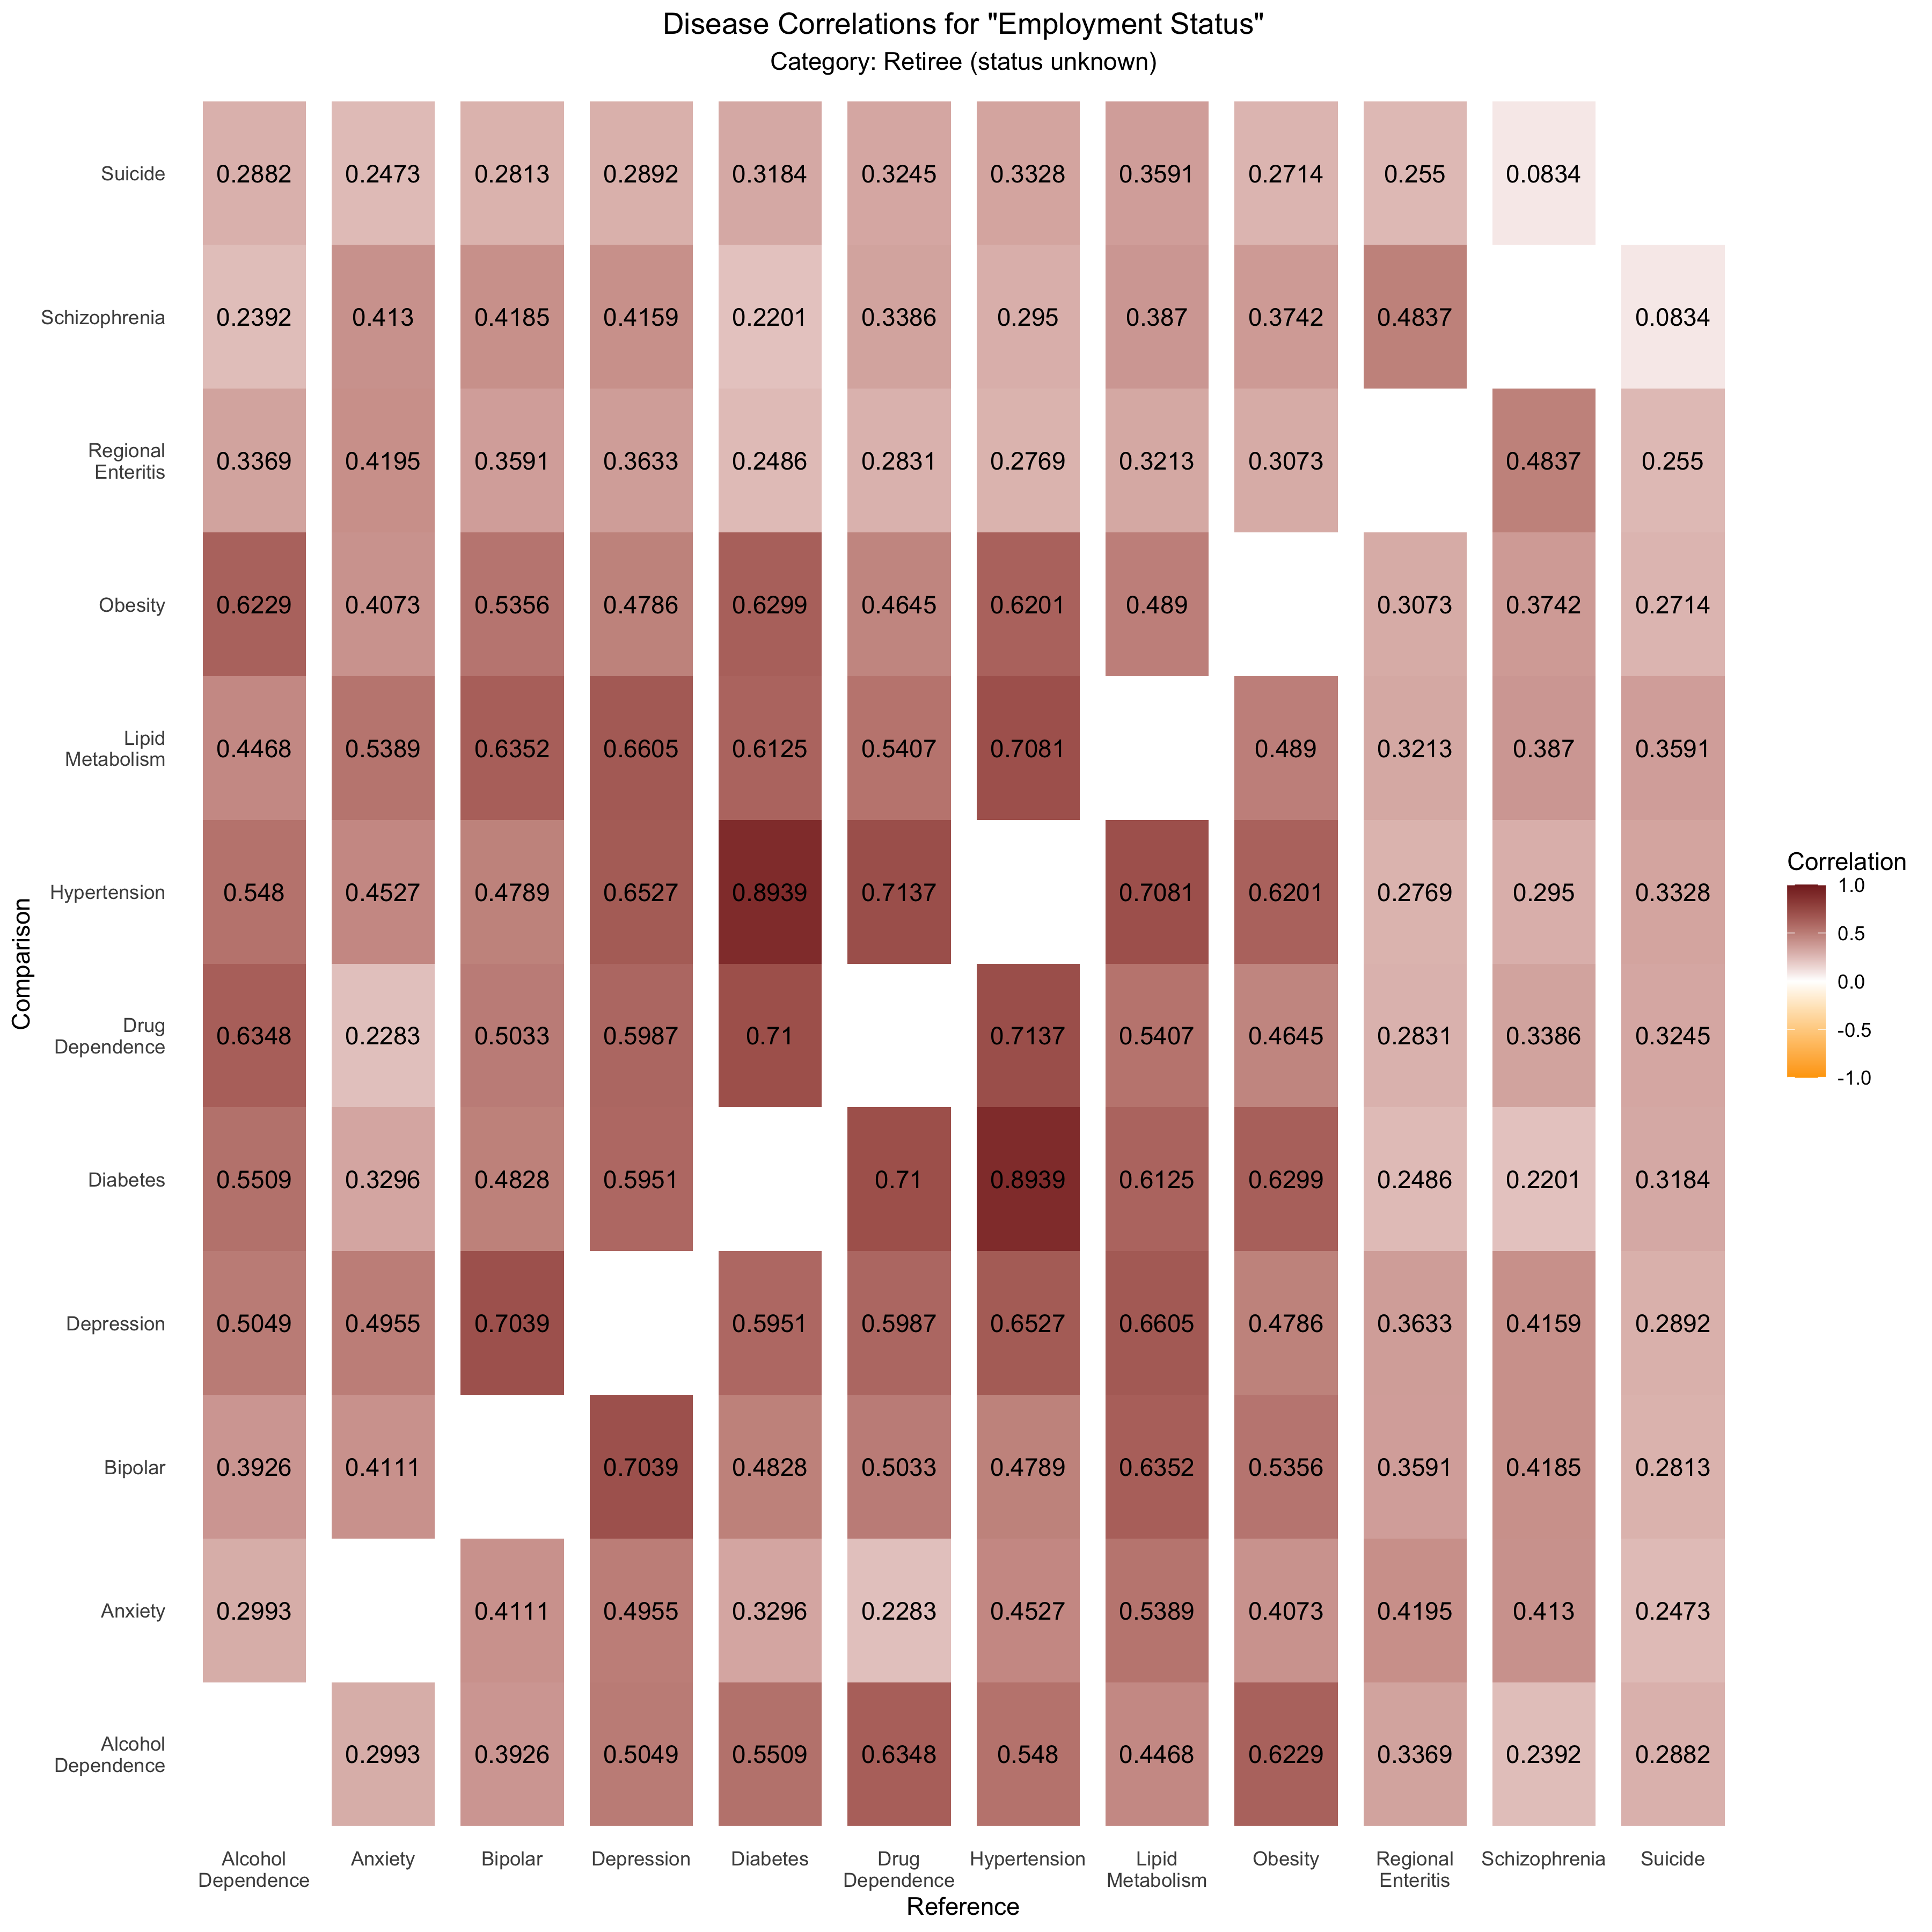 Disease Correlations for "Employment Status"
Category: Retiree (status unknown)
Suicide
0.2882 0.2473 0.2813 0.2892 0.3184 0.3245 0.3328 0.3591 0.2714 0.255 0.0834
Schizophrenia
0.2392 0.413 0.4185 0.4159 0.2201 0.3386 0.295 0.387 0.3742 0.4837 0.0834
Regional
Enteritis
0.3369 0.4195 0.3591 0.3633 0.2486 0.2831 0.2769 0.3213 0.3073 0.4837 0.255
Obesity
0.6229 0.4073 0.5356 0.4786 0.6299 0.4645 0.6201 0.489 0.3073 0.3742 0.2714
Lipid
Metabolism
0.4468 0.5389 0.6352 0.6605 0.6125 0.5407 0.7081 0.489 0.3213 0.387 0.3591
Hypertension
0.548 0.4527 0.4789 0.6527 0.8939 0.7137 0.7081 0.6201 0.2769 0.295 0.3328
Drug
Dependence
0.6348 0.2283 0.5033 0.5987 0.71 0.7137 0.5407 0.4645 0.2831 0.3386 0.3245
Diabetes
0.5509 0.3296 0.4828 0.5951 0.71 0.8939 0.6125 0.6299 0.2486 0.2201 0.3184
Depression
0.5049 0.4955 0.7039 0.5951 0.5987 0.6527 0.6605 0.4786 0.3633 0.4159 0.2892
Bipolar
0.3926 0.4111 0.7039 0.4828 0.5033 0.4789 0.6352 0.5356 0.3591 0.4185 0.2813
Anxiety
0.2993 0.4111 0.4955 0.3296 0.2283 0.4527 0.5389 0.4073 0.4195 0.413 0.2473
Alcohol
Dependence
0.2993 0.3926 0.5049 0.5509 0.6348 0.548 0.4468 0.6229 0.3369 0.2392 0.2882
Comparison
Alcohol
Dependence
Anxiety
Bipolar
Depression
Diabetes
Drug
Dependence
Hypertension
Lipid
Metabolism
Obesity
Regional
Enteritis
Schizophrenia
Suicide
Reference
Correlation
1.0
0.5
0.0
-0.5
-1.0